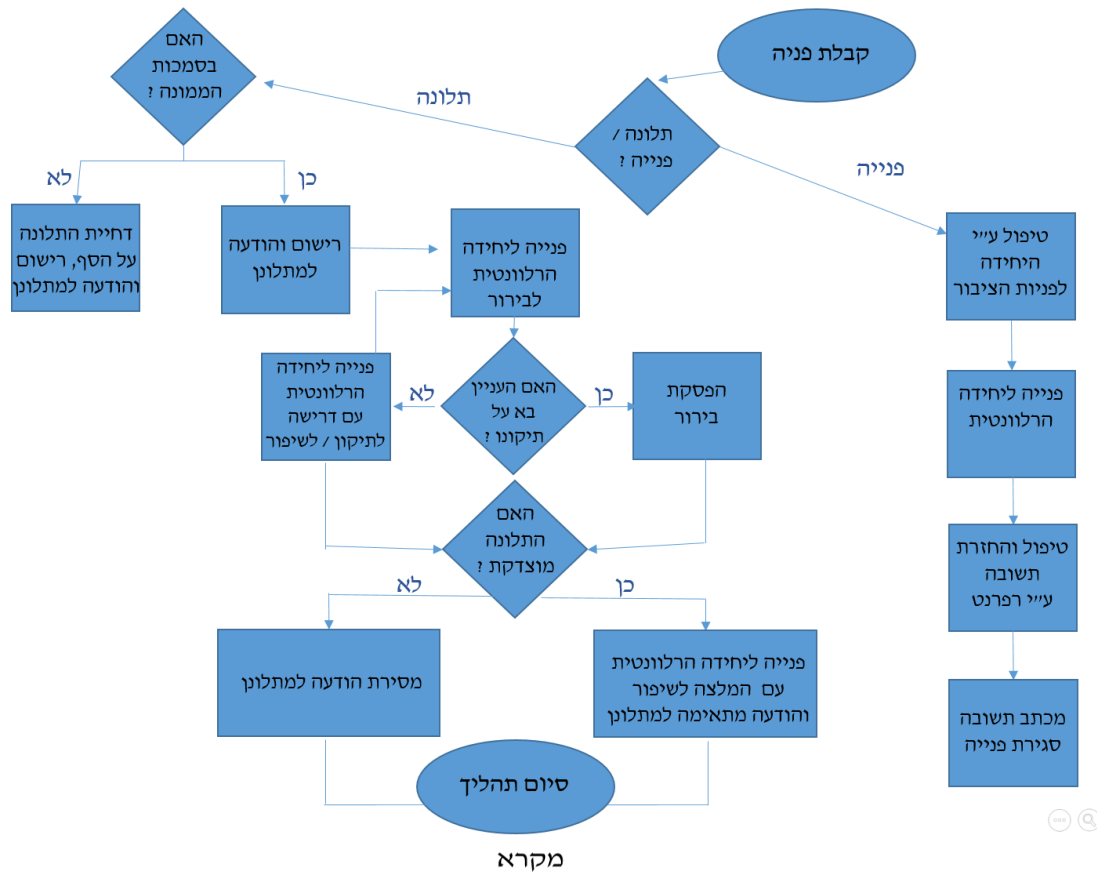 קבלת פניה
תלונה /
פנייה ?
תלונה
פנייה
האם
בסמכות
הממונה ?
לא
כן
דחיית התלונה
על הסף, רישום
והודעה למתלונן
רישום והודעה
למתלונן
פנייה ליחידה
הרלוונטית
לבירור
האם העניין
בא על
תיקונו ?
לא
כן
פנייה ליחידה
הרלוונטית
עם דרישה
לתיקון / לשיפור
הפסקת
בירור
האם
התלונה
מוצדקת ?
לא
כן
מסירת הודעה למתלונן
פנייה ליחידה הרלוונטית
עם המלצה לשיפור
והודעה מתאימה למתלונן
סיום תהליך
טיפול ע״י
היחידה
לפניות הציבור
פנייה ליחידה
הרלוונטית
טיפול והחזרת
תשובה
ע״י רפרנט
מכתב תשובה
סגירת פנייה
מקרא